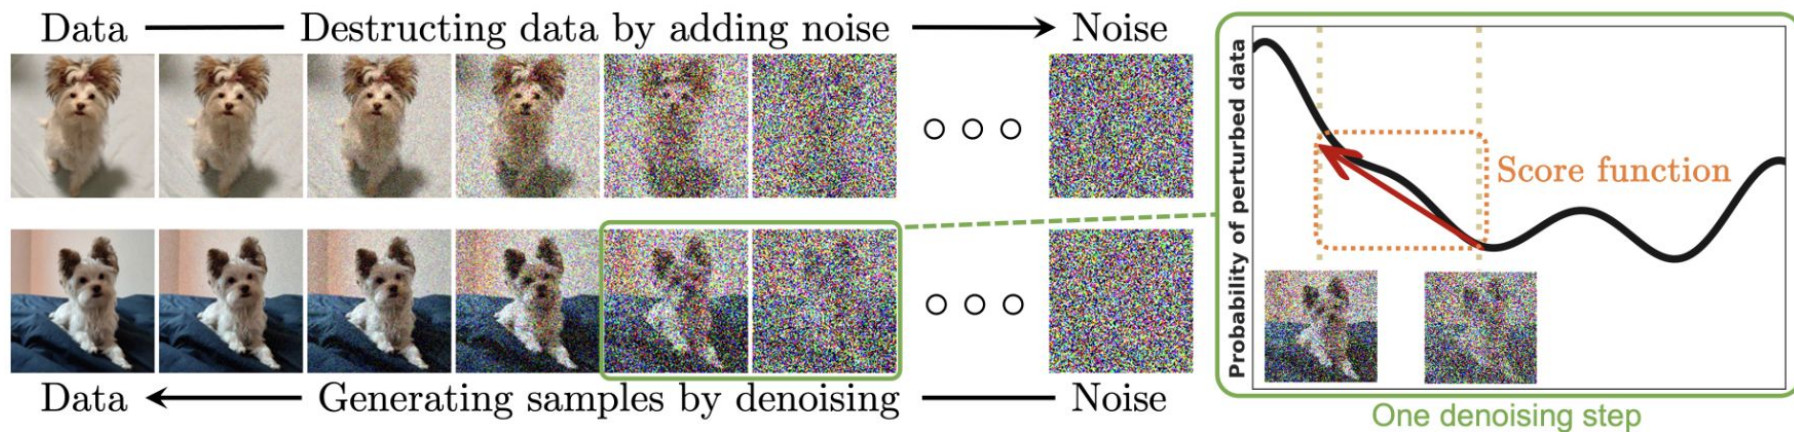 Data Destructing data by adding noise Noise
Data Generating samples by denoising Noise
Probability of perturbed data
Score function
One denoising step